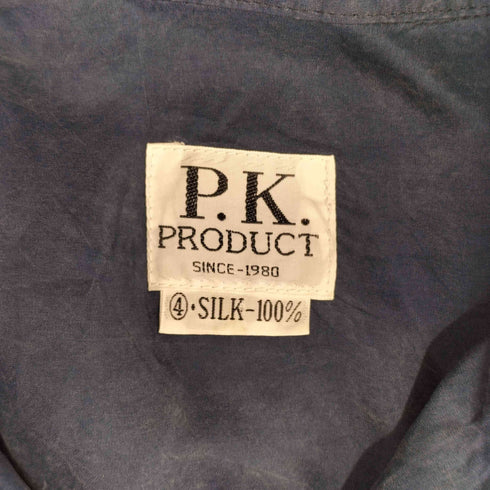 P.K.
PRODUCT
SINCE-1980
④·SILK-100%